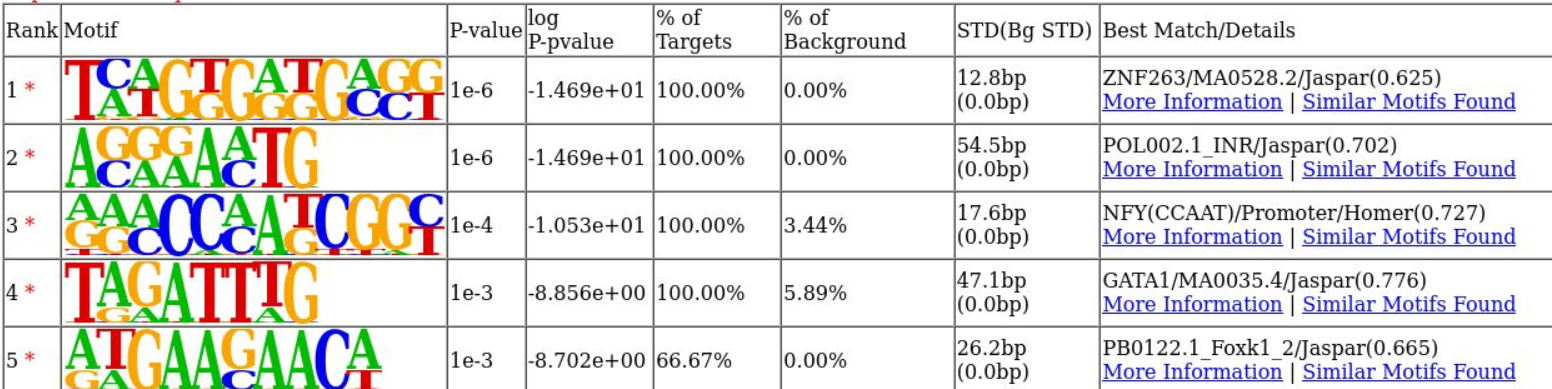 Rank Motif P-value log P-pvalue % of Targets % of Background STD(Bg STD) Best Match/Details
1 * 1e-6 -1.469e+01 100.00% 0.00% 12.8bp (0.0bp) ZNF263/MA0528.2/Jaspar(0.625)
More Information | Similar Motifs Found
2 * 1e-6 -1.469e+01 100.00% 0.00% 54.5bp (0.0bp) POL002.1_INR/Jaspar(0.702)
More Information | Similar Motifs Found
3 * 1e-4 -1.053e+01 100.00% 3.44% 17.6bp (0.0bp) NFY(CCAAT)/Promoter/Homer(0.727)
More Information | Similar Motifs Found
4 * 1e-3 -8.856e+00 100.00% 5.89% 47.1bp (0.0bp) GATA1/MA0035.4/Jaspar(0.776)
More Information | Similar Motifs Found
5 * 1e-3 -8.702e+00 66.67% 0.00% 26.2bp (0.0bp) PB0122.1_Foxk1_2/Jaspar(0.665)
More Information | Similar Motifs Found